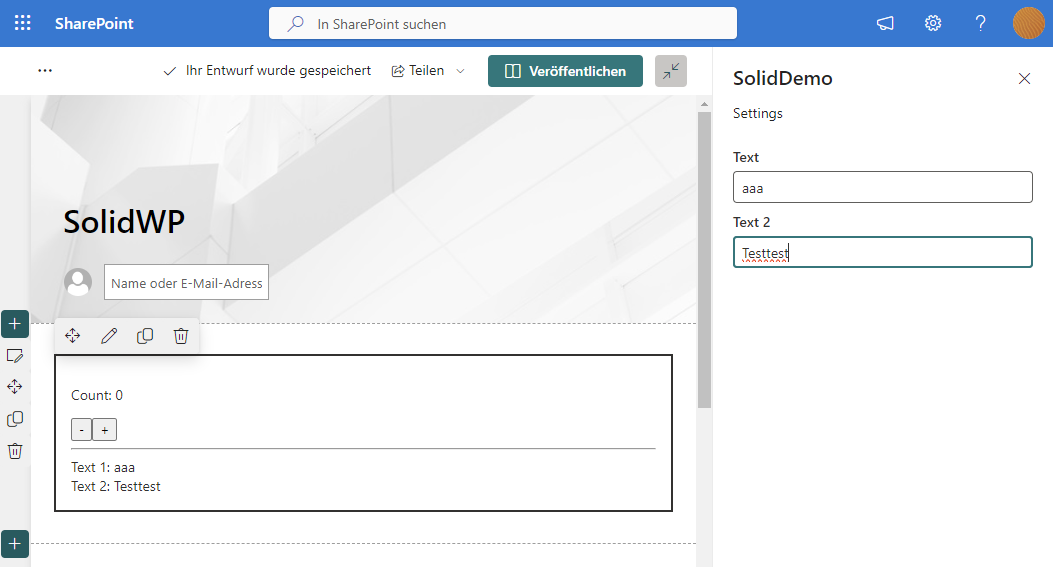 SharePoint
In SharePoint suchen
Ihr Entwurf wurde gespeichert
Teilen
Veröffentlichen
SolidWP
Name oder E-Mail-Adress
Count: 0
- +
Text 1: aaa
Text 2: Testtest
SolidDemo
Settings
Text
aaa
Text 2
Testtest